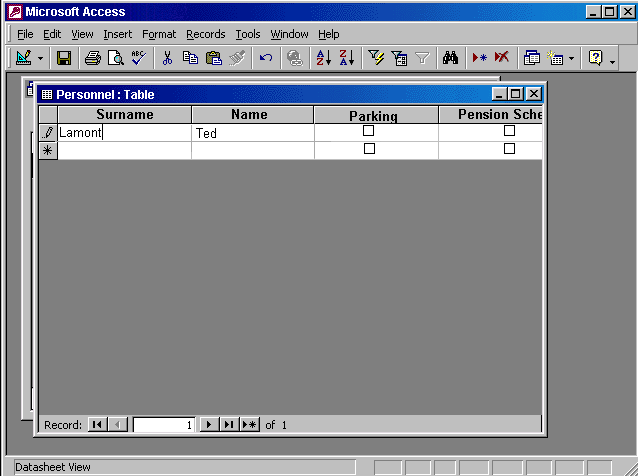 Microsoft Access
File Edit View Insert Format Records Tools Window Help
Personnel : Table
Surname Name Parking Pension Sche
Lamont Ted
Record: 1 of 1
Datasheet View